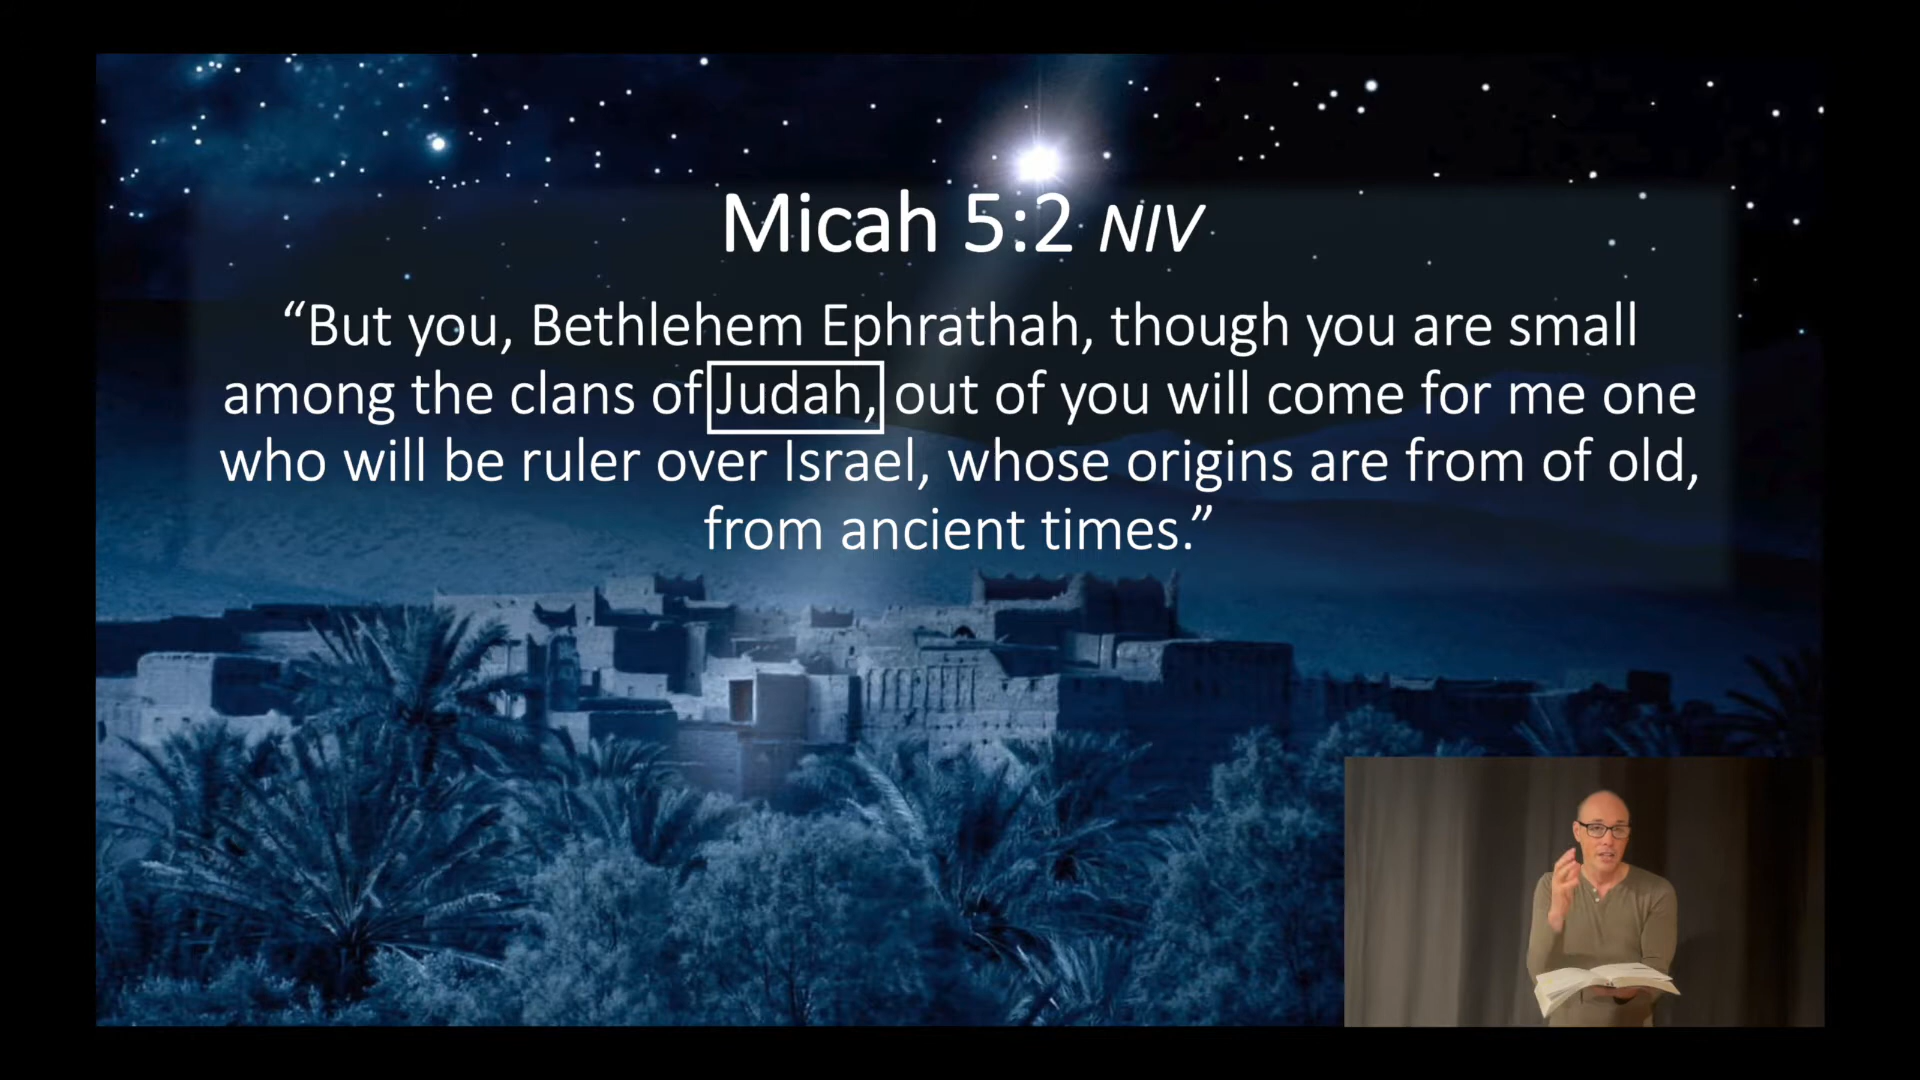 Micah 5:2 NIV
“But you, Bethlehem Ephrathah, though you are small
among the clans of Judah, out of you will come for me one
who will be ruler over Israel, whose origins are from of old,
from ancient times.”